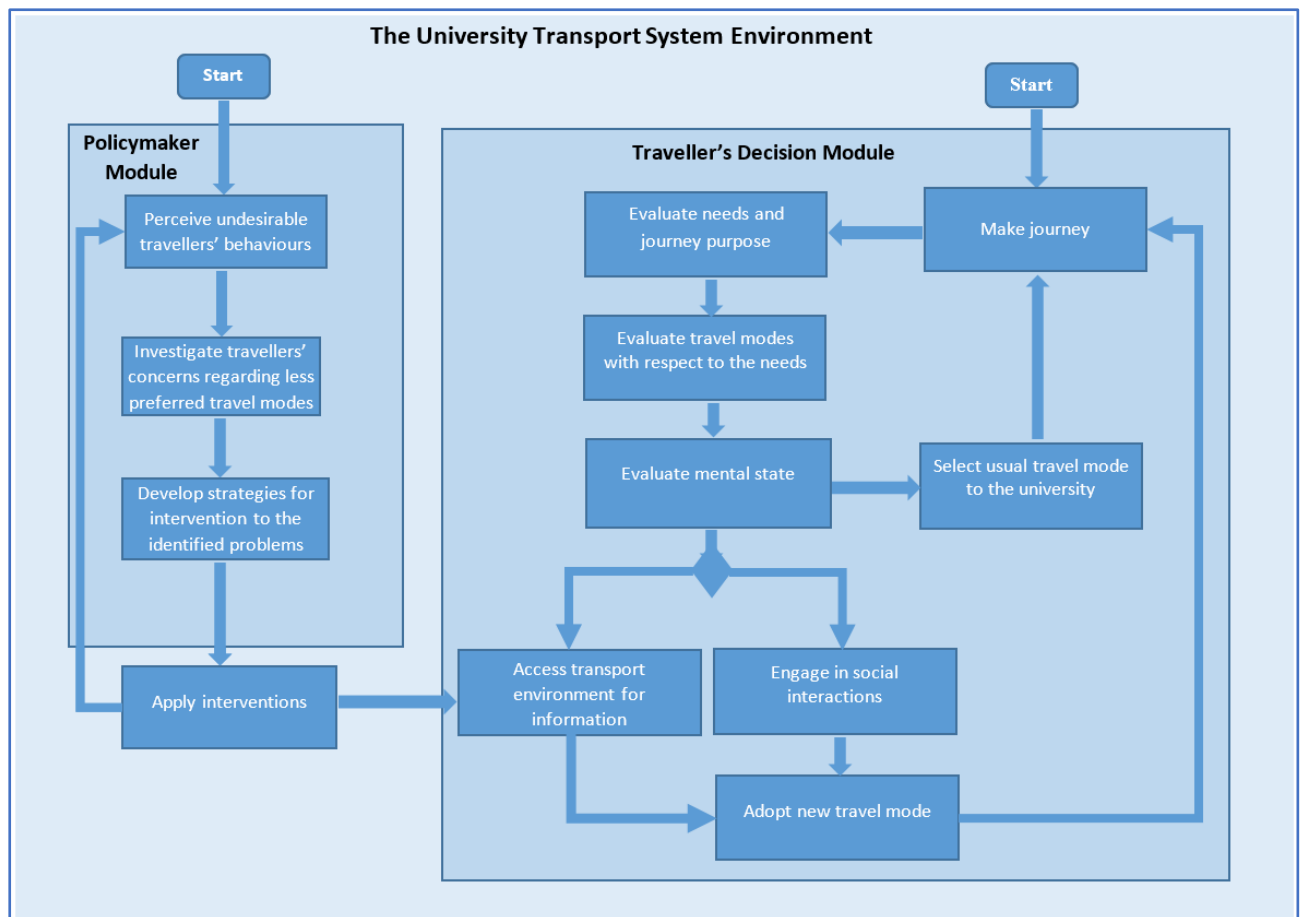 The University Transport System Environment
Start
Start
Policymaker
Module
Perceive undesirable
travellers’ behaviours
Investigate travellers’
concerns regarding less
preferred travel modes
Develop strategies for
intervention to the
identified problems
Apply interventions
Traveller’s Decision Module
Evaluate needs and
journey purpose
Make journey
Evaluate travel modes
with respect to the needs
Evaluate mental state
Select usual travel mode
to the university
Access transport
environment for
information
Engage in social
interactions
Adopt new travel mode